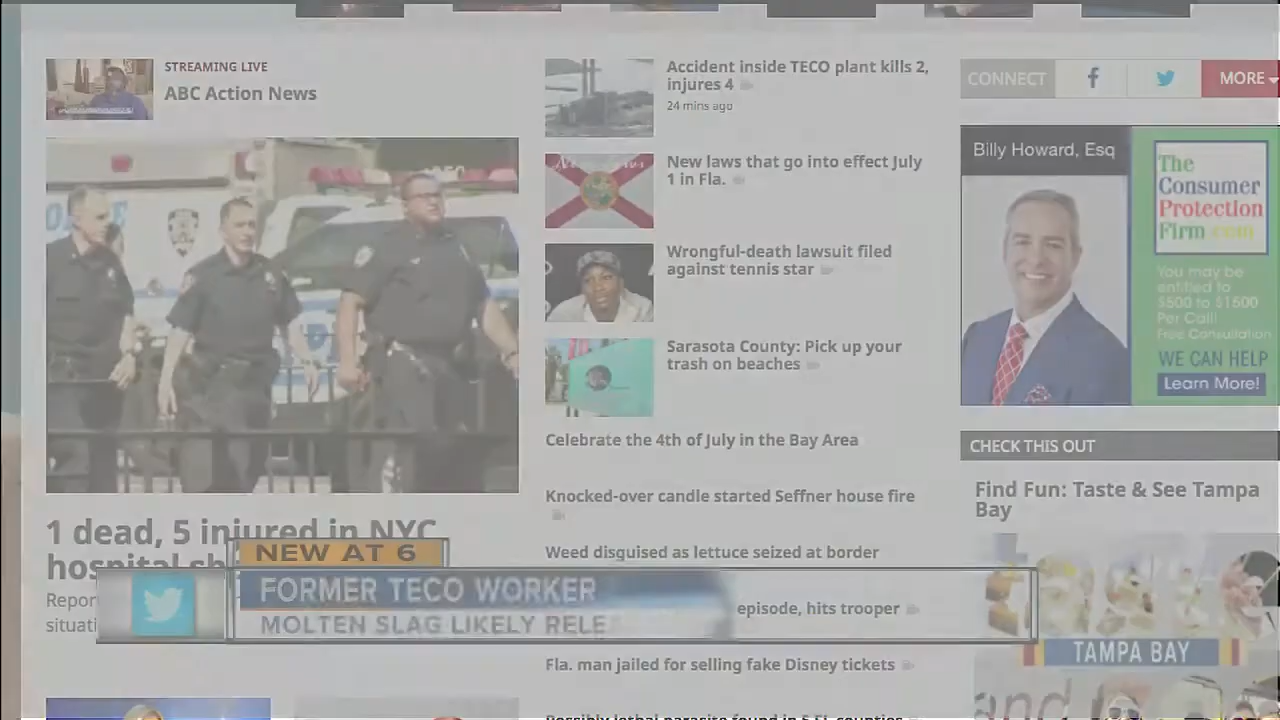 STREAMING LIVE
ABC Action News
1 dead, 5 injured in NYC
hospital
Accident inside TECO plant kills 2,
injures 4
24 mins ago
New laws that go into effect July
1 in Fla.
Wrongful-death lawsuit filed
against tennis star
Sarasota County: Pick up your
trash on beaches
Celebrate the 4th of July in the Bay Area
Knocked-over candle started Seffner house fire
Weed disguised as lettuce seized at border
episode, hits trooper
Fla. man jailed for selling fake Disney tickets
CONNECT
MORE
Billy Howard, Esq
The
Consumer
Protection
Firm.com
You may be
entitled to
$500 to $1500
Per Call!
Free Consultation
WE CAN HELP
Learn More!
CHECK THIS OUT
Find Fun: Taste & See Tampa
Bay
NEW AT 6
FORMER TECO WORKER
MOLTEN SLAG LIKELY RELE
TAMPA BAY